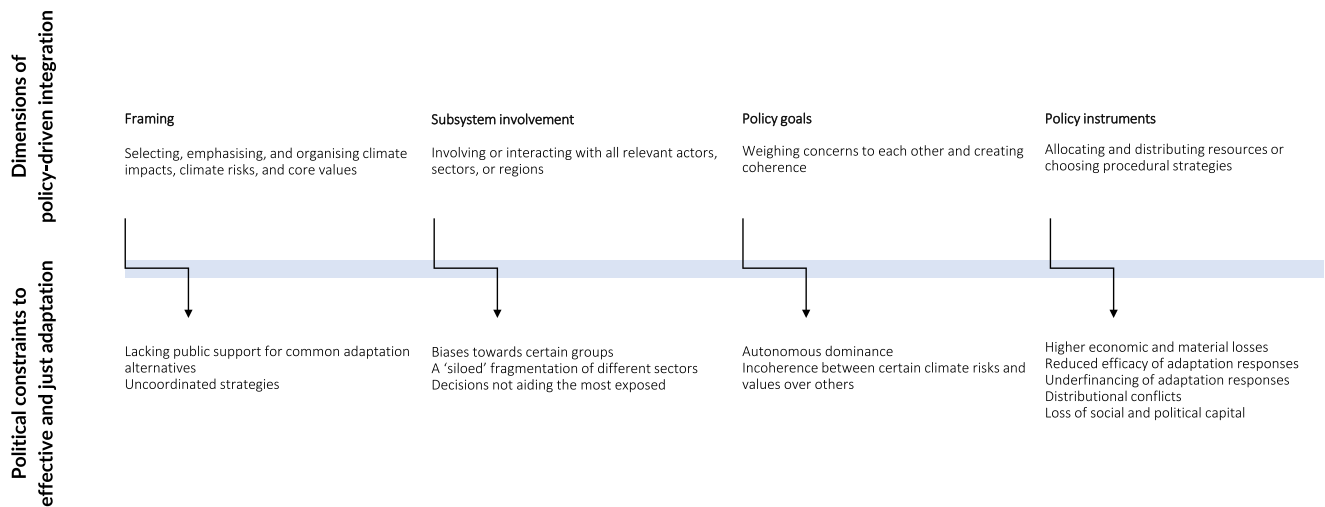 Dimensions of
policy-driven integration
Framing
Selecting, emphasising, and organising climate
impacts, climate risks, and core values
Subsystem involvement
Involving or interacting with all relevant actors,
sectors, or regions
Policy goals
Weighing concerns to each other and creating
coherence
Policy instruments
Allocating and distributing resources or
choosing procedural strategies
Political constraints to
effective and just adaptation
Lacking public support for common adaptation
alternatives
Uncoordinated strategies
Biases towards certain groups
A ‘siloed’ fragmentation of different sectors
Decisions not aiding the most exposed
Autonomous dominance
Incoherence between certain climate risks and
values over others
Higher economic and material losses
Reduced efficacy of adaptation responses
Underfinancing of adaptation responses
Distributional conflicts
Loss of social and political capital